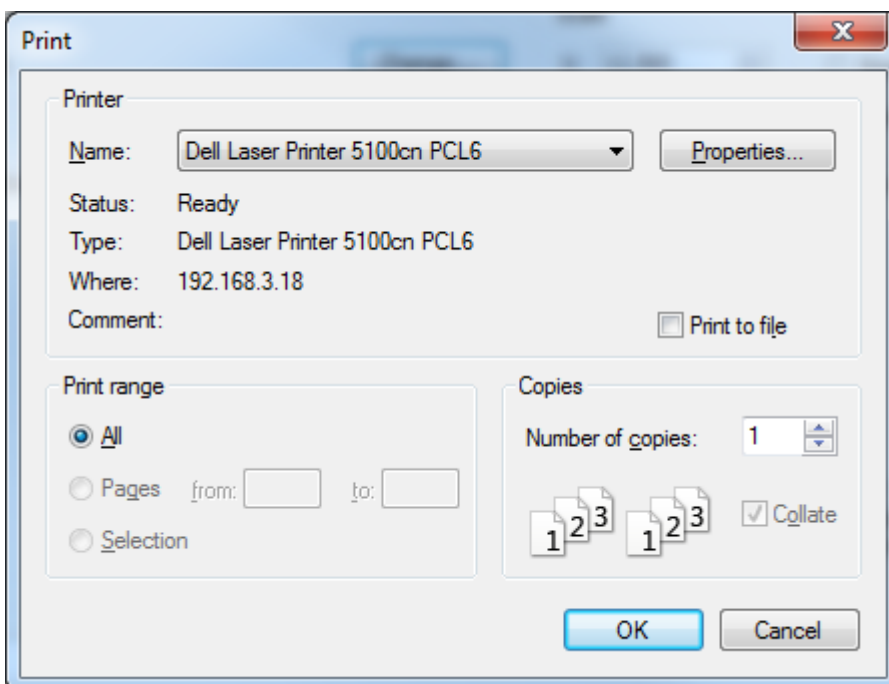 Print
Printer
Name: Dell Laser Printer 5100cn PCL6 Properties...
Status: Ready
Type: Dell Laser Printer 5100cn PCL6
Where: 192.168.3.18
Comment:
Print to file
Print range
All
Pages from: to:
Selection
Copies
Number of copies: 1
1 2 3 1 2 3
Collate
OK Cancel